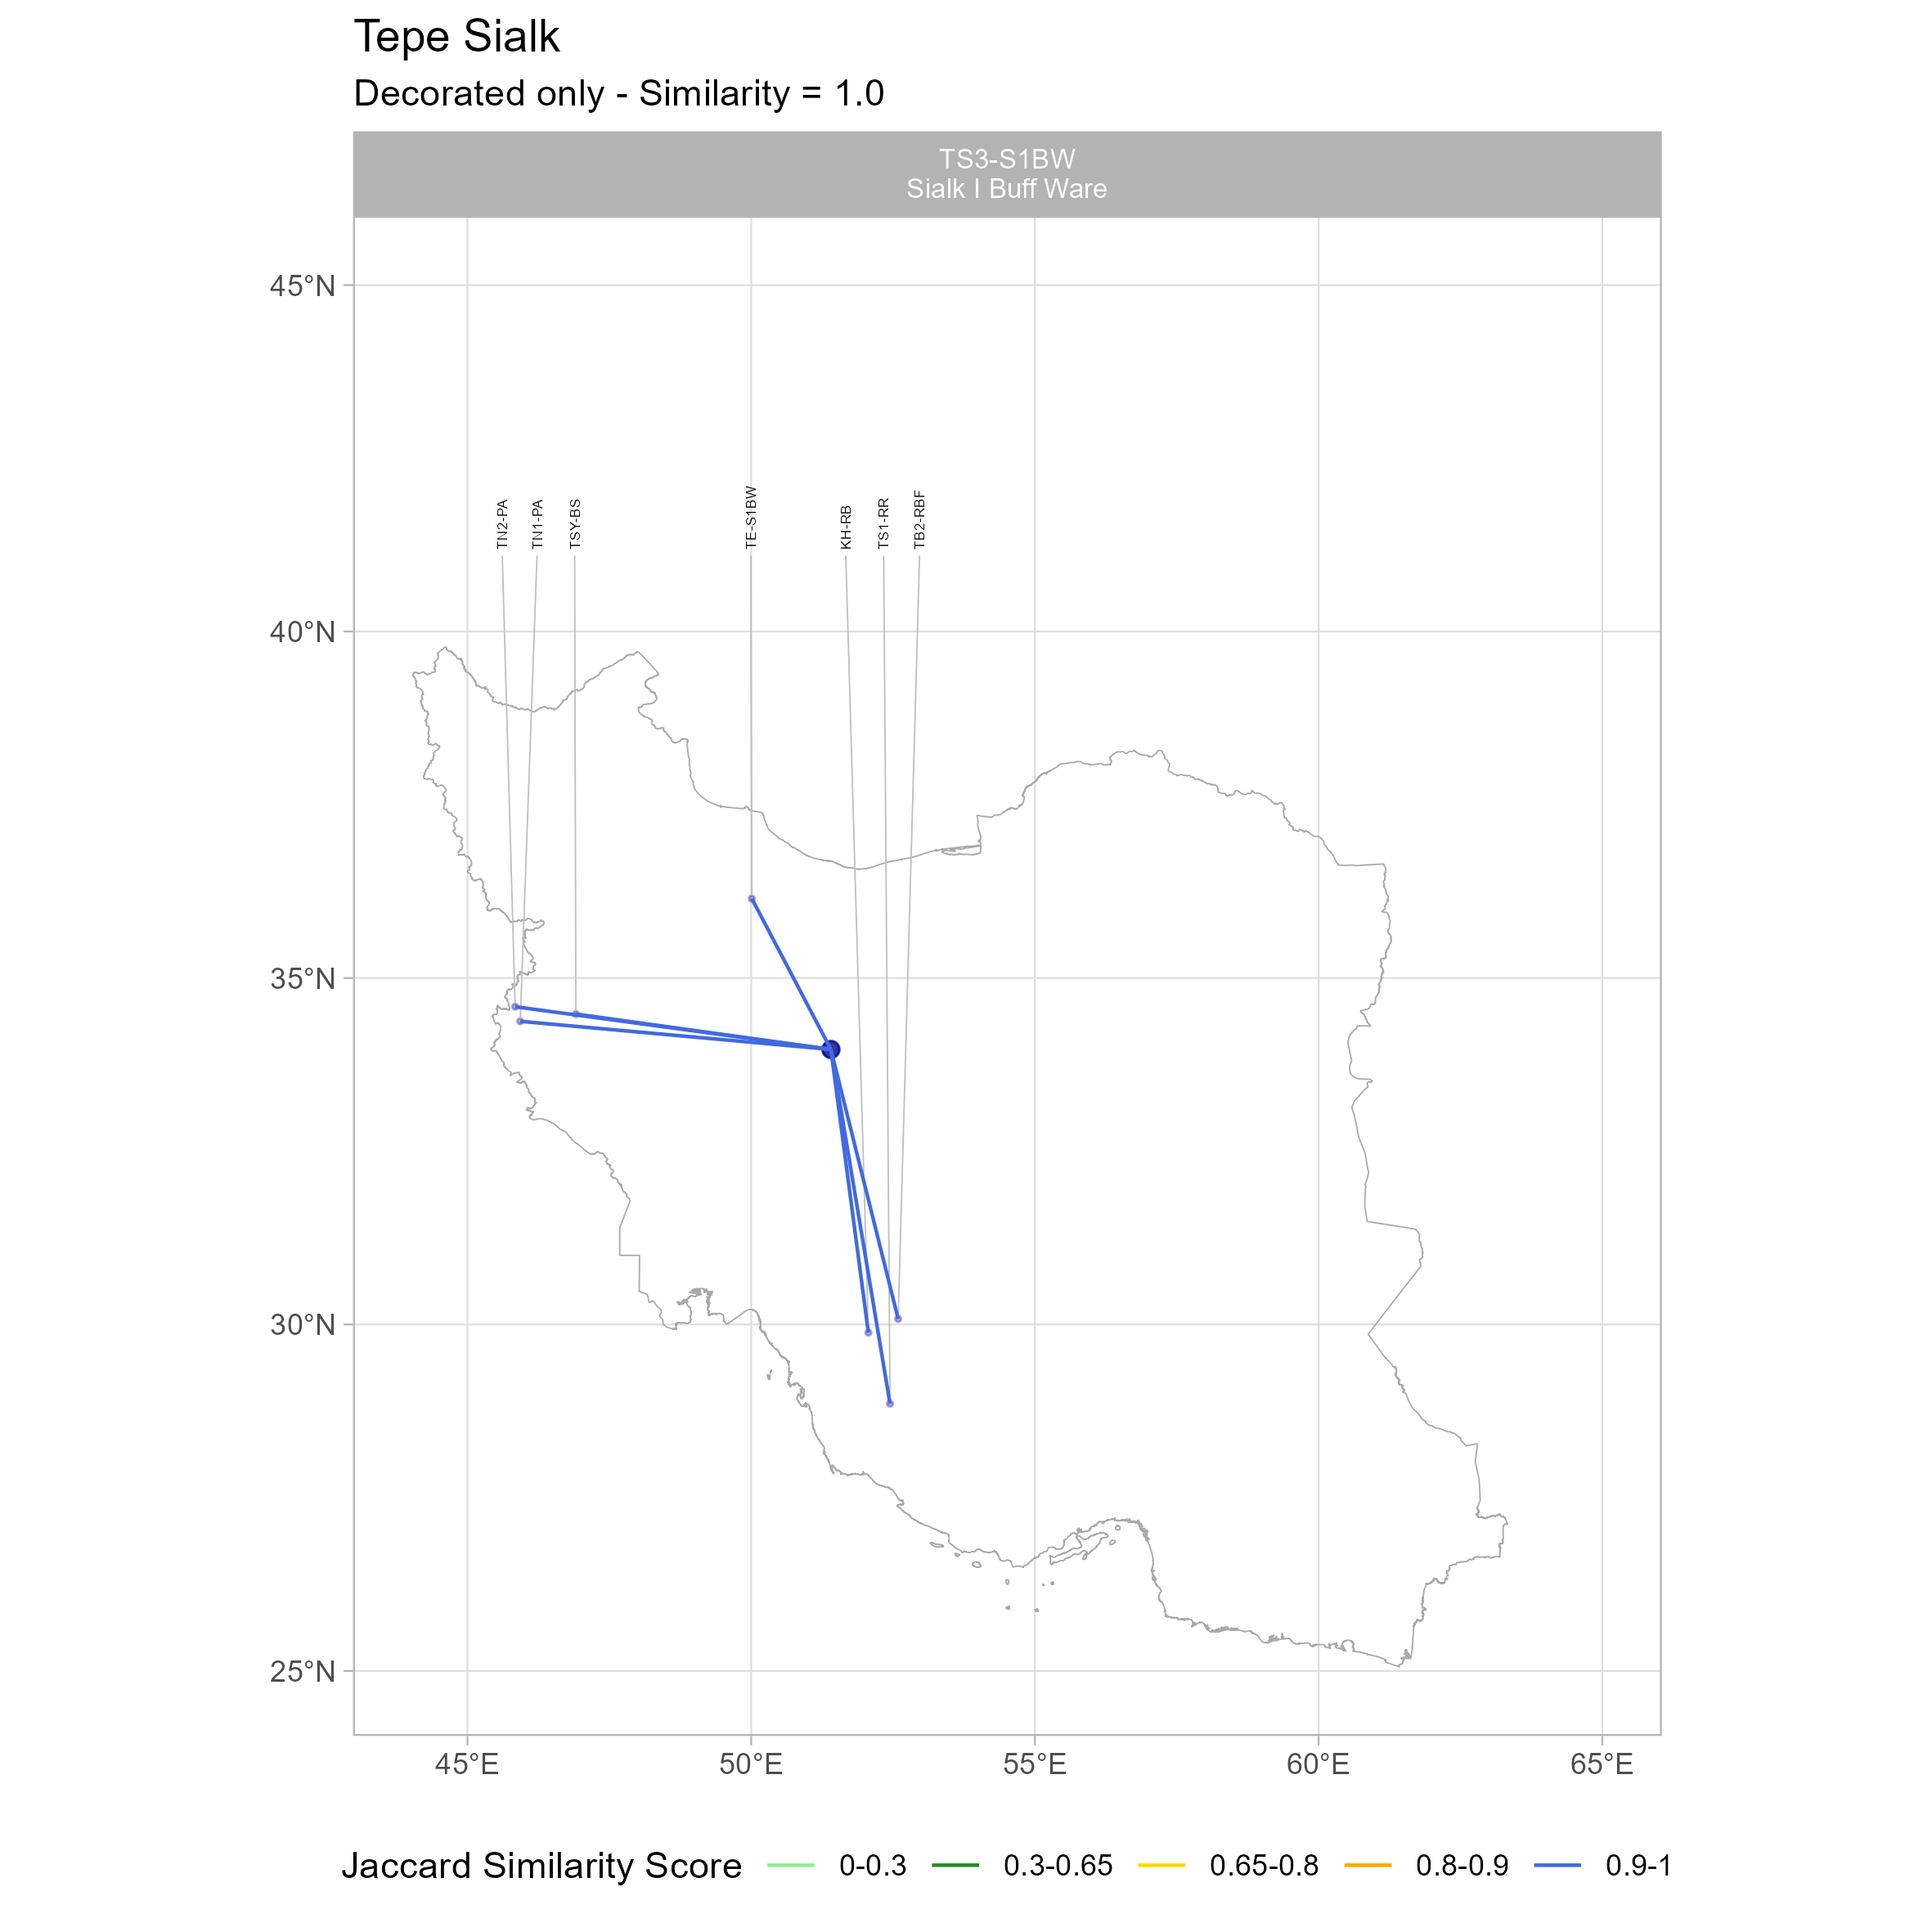 Tepe Sialk
Decorated only - Similarity = 1.0
TS3-S1BW
Sialk I Buff Ware
45°N
40°N
35°N
30°N
25°N
TN2-PA
TN1-PA
TSY-BS
TE-S1BW
KH-RB
TS1-RR
TB2-RBF
45°E
50°E
55°E
60°E
65°E
Jaccard Similarity Score 0-0.3 0.3-0.65 0.65-0.8 0.8-0.9 0.9-1